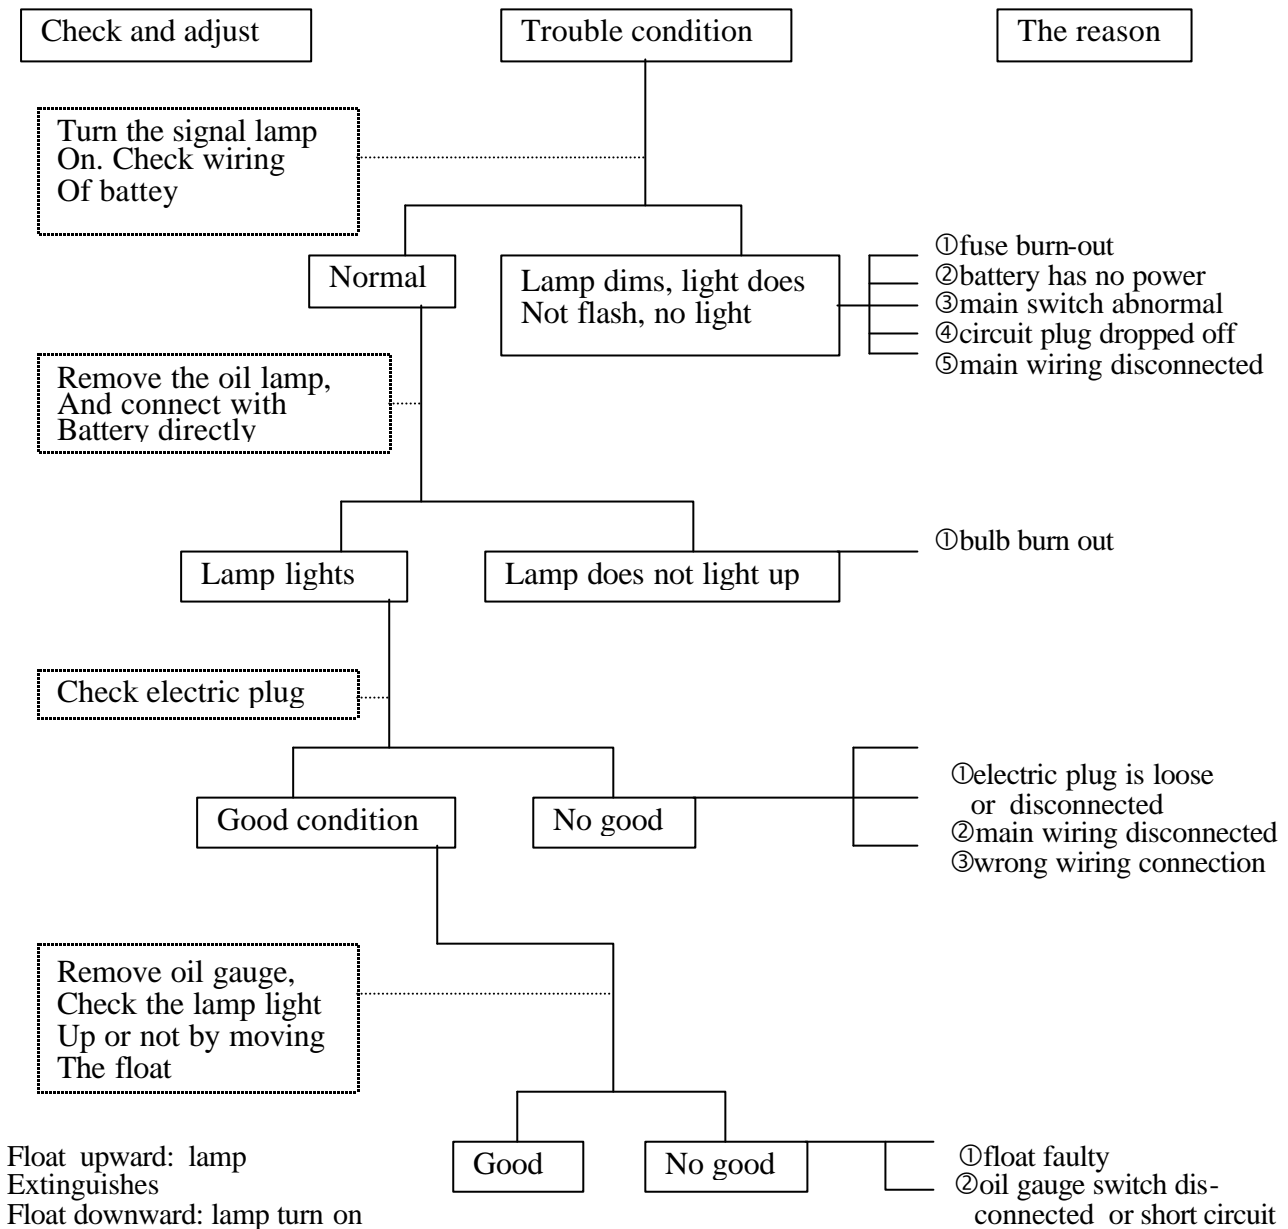 Check and adjust
Trouble condition
The reason
Turn the signal lamp
On. Check wiring
Of battey
Normal
Lamp dims, light does
Not flash, no light
①fuse burn-out
②battery has no power
③main switch abnormal
④circuit plug dropped off
⑤main wiring disconnected
Remove the oil lamp,
And connect with
Battery directly
Lamp lights
Lamp does not light up
①bulb burn out
Check electric plug
Good condition
No good
①electric plug is loose
or disconnected
②main wiring disconnected
③wrong wiring connection
Remove oil gauge,
Check the lamp light
Up or not by moving
The float
Float upward: lamp
Extinguishes
Float downward: lamp turn on
Good
No good
①float faulty
②oil gauge switch dis-
connected or short circuit